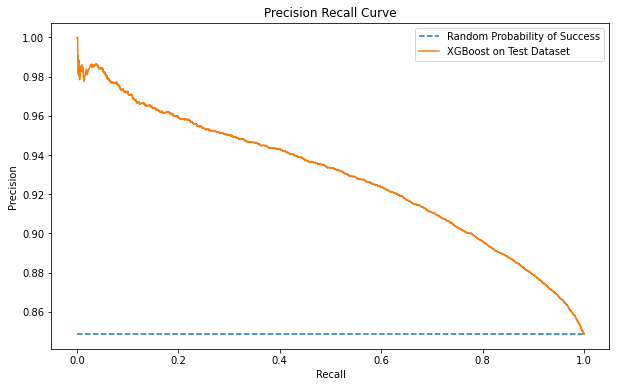 Precision Recall Curve
Random Probability of Success
XGBoost on Test Dataset
1.00
0.98
0.96
0.94
0.92
0.90
0.88
0.86
Precision
0.0 0.2 0.4 0.6 0.8 1.0
Recall